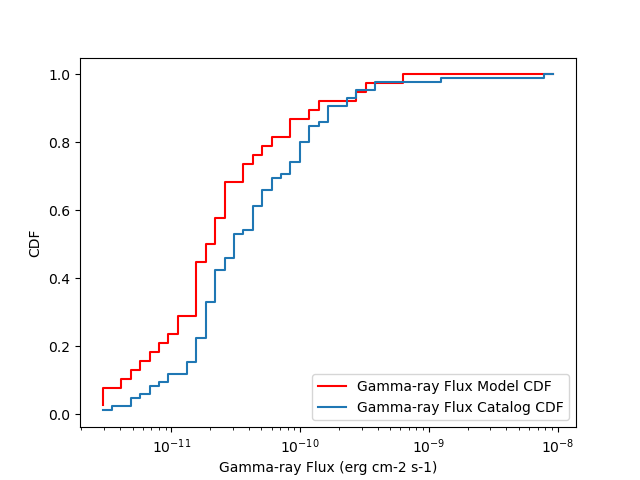 1.0
0.8
0.6
0.4
0.2
0.0
CDF
Gamma-ray Flux Model CDF
Gamma-ray Flux Catalog CDF
10⁻¹¹ 10⁻¹⁰ 10⁻⁹ 10⁻⁸
Gamma-ray Flux (erg cm-2 s-1)